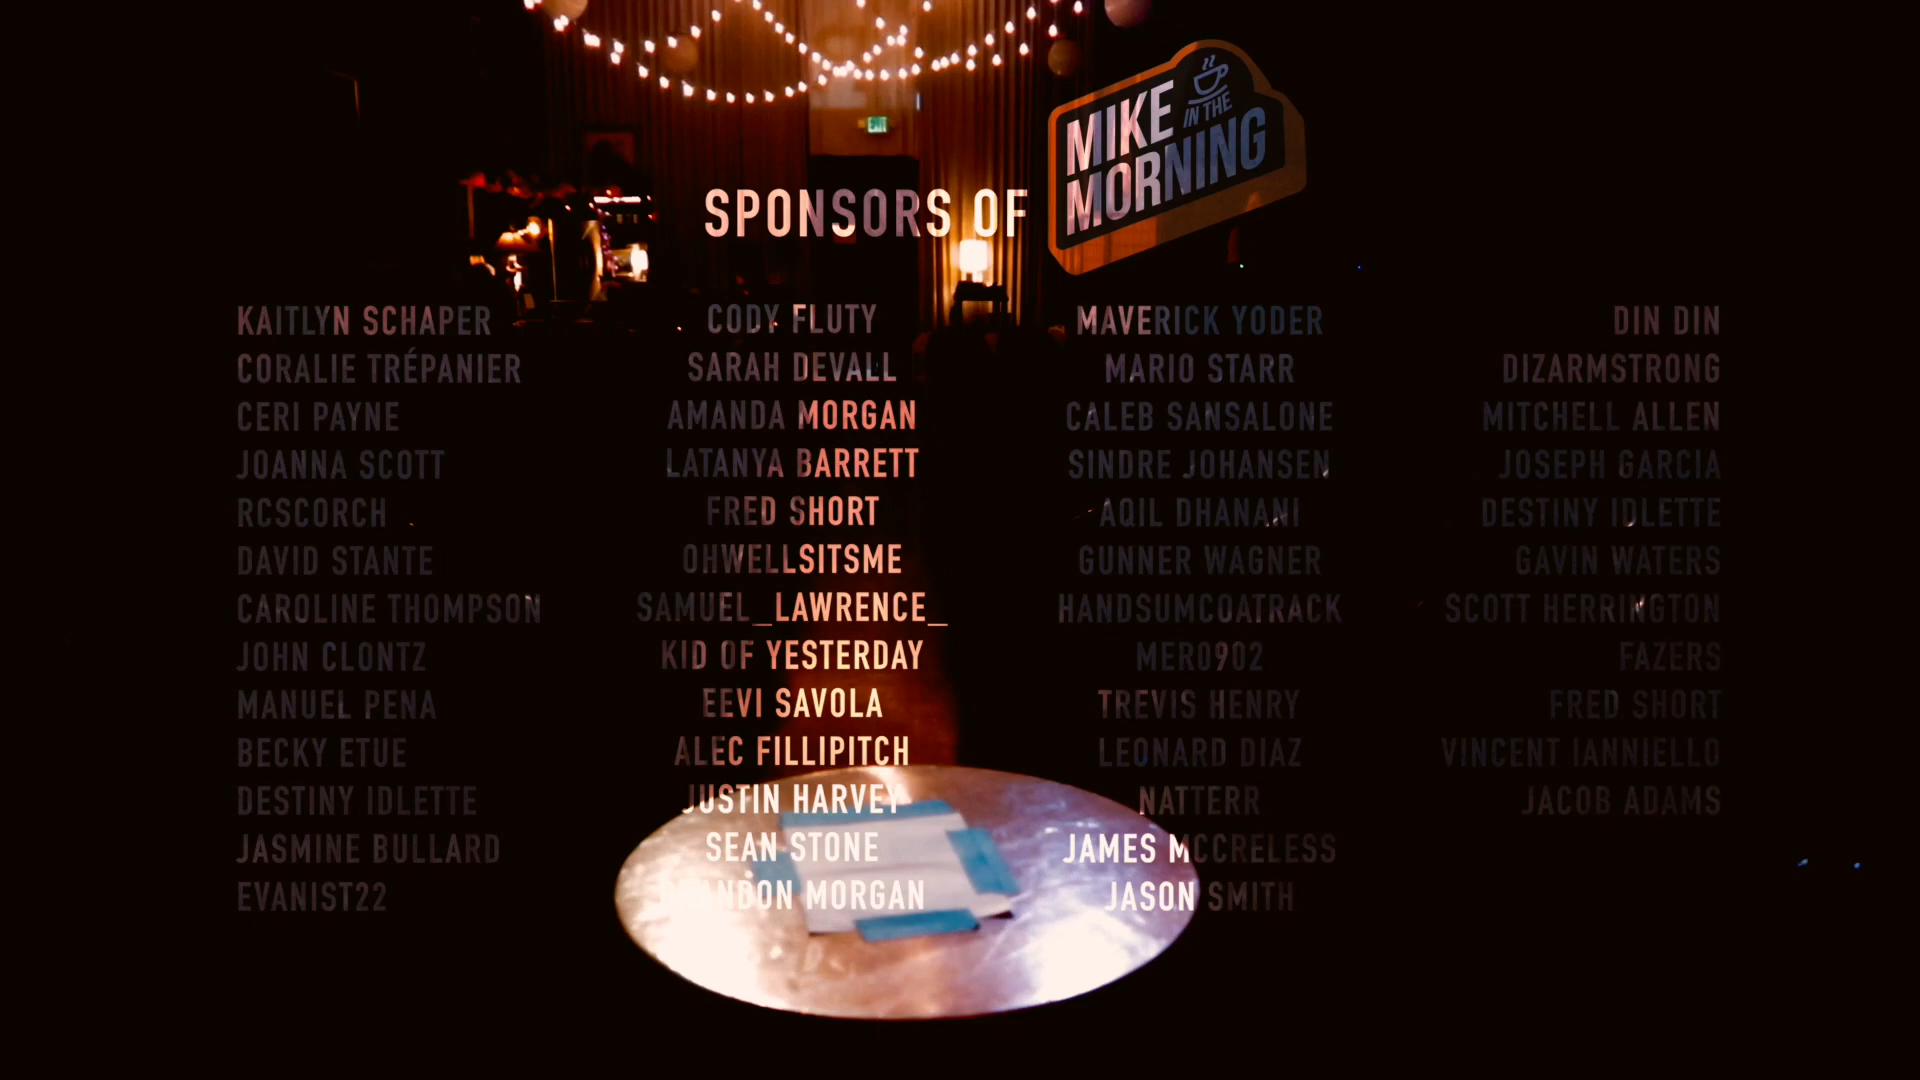 MIKE
IN THE
MORNING
SPONSORS OF
KAITLYN SCHAPER
CORALIE TRÉPANIER
CERI PAYNE
JOANNA SCOTT
RCSCORCH
DAVID STANTE
CAROLINE THOMPSON
JOHN CLONTZ
MANUEL PENA
BECKY ETUE
DESTINY IDLETTE
JASMINE BULLARD
EVANIST22
CODY FLUTY
SARAH DEVALL
AMANDA MORGAN
LATANYA BARRETT
FRED SHORT
OHWELLSITSME
SAMUEL_LAWRENCE_
KID OF YESTERDAY
EEVI SAVOLA
ALEC FILLIPITCH
JUSTIN HARVEY
SEAN STONE
BRANDON MORGAN
MAVERICK YODER
MARIO STARR
CALEB SANSALONE
SINDRE JOHANSEN
AQIL DHANANI
GUNNER WAGNER
HANDSUMCOATRACK
MER0902
TREVIS HENRY
LEONARD DIAZ
NATTERR
JAMES MCCRELESS
JASON SMITH
DIN DIN
DIZARMSTRONG
MITCHELL ALLEN
JOSEPH GARCIA
DESTINY IDLETTE
GAVIN WATERS
SCOTT HERRINGTON
FAZERS
FRED SHORT
VINCENT IANNIELLO
JACOB ADAMS
EXIT